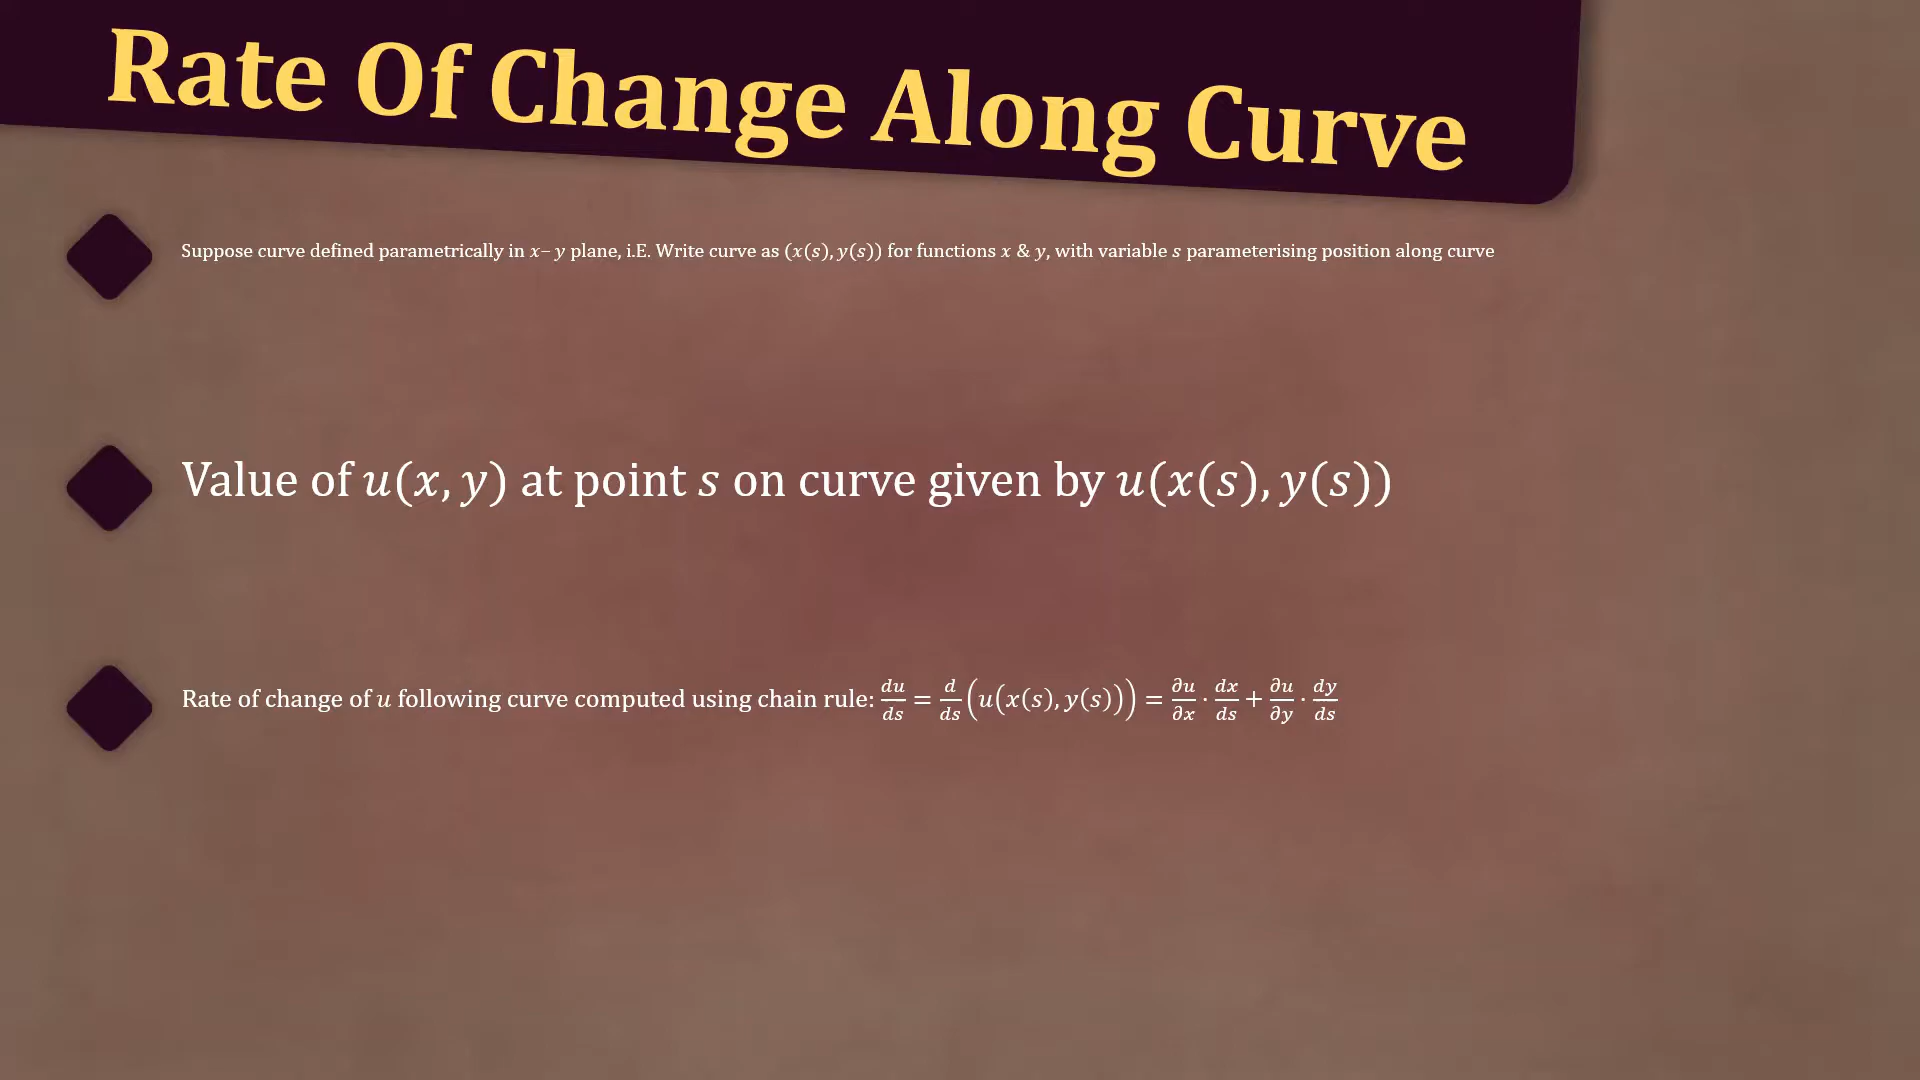 Rate Of Change Along Curve
Suppose curve defined parametrically in x– y plane, i.E. Write curve as (x(s), y(s)) for functions x & y, with variable s parameterising position along curve
Value of u(x, y) at point s on curve given by u(x(s), y(s))
Rate of change of u following curve computed using chain rule: du/ds = d/ds (u(x(s), y(s))) = ∂u/∂x · dx/ds + ∂u/∂y · dy/ds